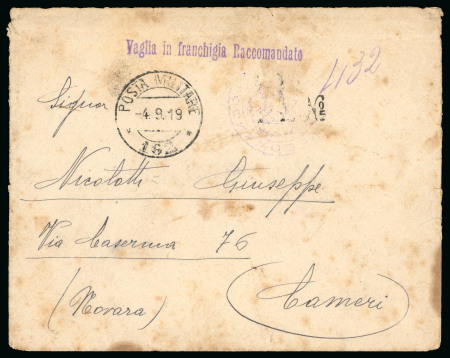 Vaglia in franchigia Raccomandato
4132
POSTA MILITARE
-4.9.19
Signor
Nicolotti Giuseppe
Via Caserma 76
(Novara) (Cameri)